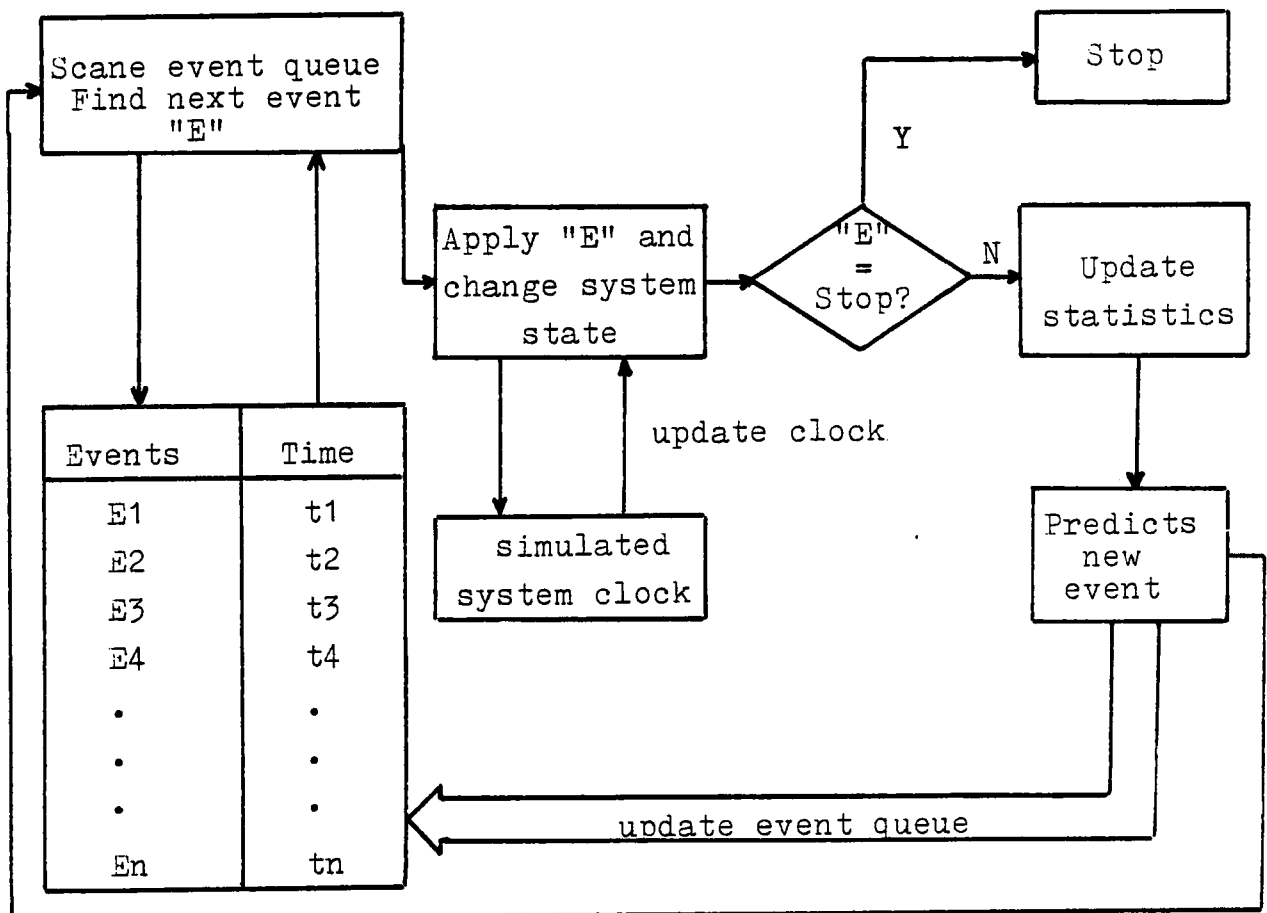 Scane event queue
Find next event
"E"
Stop
Y
Apply "E" and
change system
state
"E"
=
Stop?
N
Update
statistics
update clock
simulated
system clock
Predicts
new
event
Events Time
E1 t1
E2 t2
E3 t3
E4 t4
. .
. .
. .
En tn
update event queue